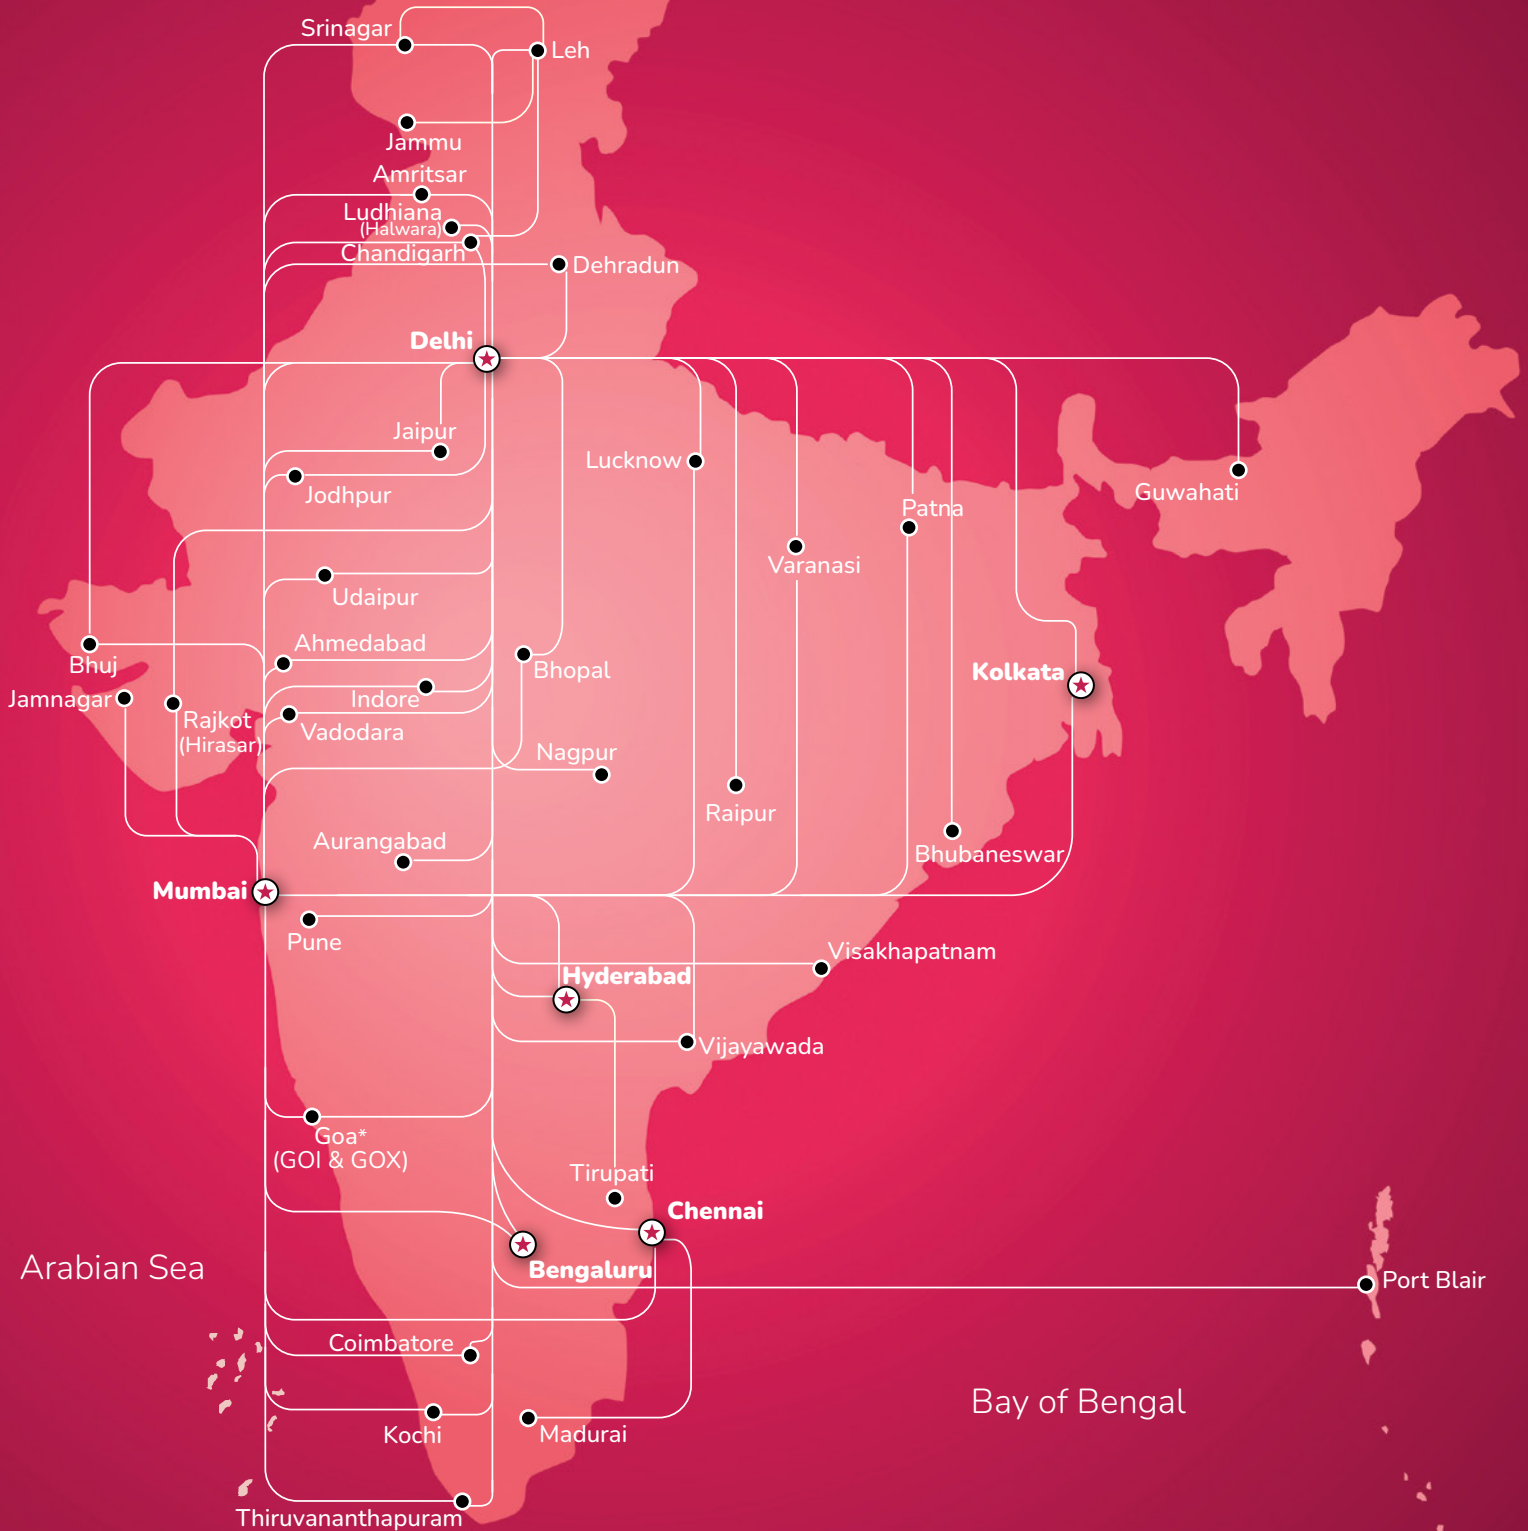 Srinagar
Leh
Jammu
Amritsar
Ludhiana
(Halwara)
Chandigarh
Dehradun
Delhi
Jaipur
Lucknow
Jodhpur
Guwahati
Patna
Varanasi
Udaipur
Ahmedabad
Bhuj
Bhopal
Kolkata
Jamnagar
Indore
Rajkot
(Hirasar)
Vadodara
Nagpur
Raipur
Aurangabad
Bhubaneswar
Mumbai
Pune
Visakhapatnam
Hyderabad
Vijayawada
Goa*
(GOI & GOX)
Tirupati
Chennai
Arabian Sea
Bengaluru
Port Blair
Coimbatore
Bay of Bengal
Kochi
Madurai
Thiruvananthapuram